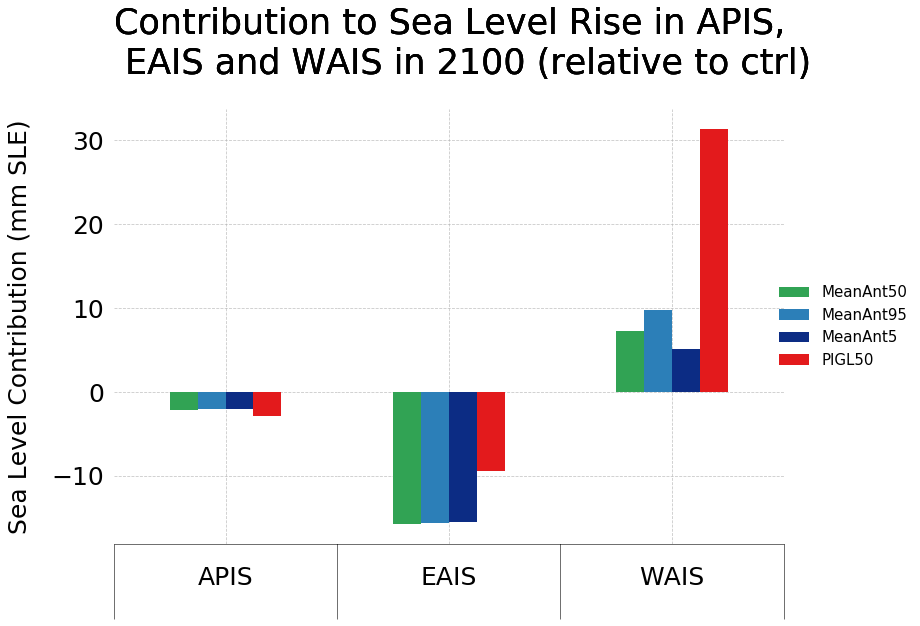 Contribution to Sea Level Rise in APIS,
EAIS and WAIS in 2100 (relative to ctrl)
Sea Level Contribution (mm SLE)
30
20
10
0
−10
APIS
EAIS
WAIS
MeanAnt50
MeanAnt95
MeanAnt5
PIGL50